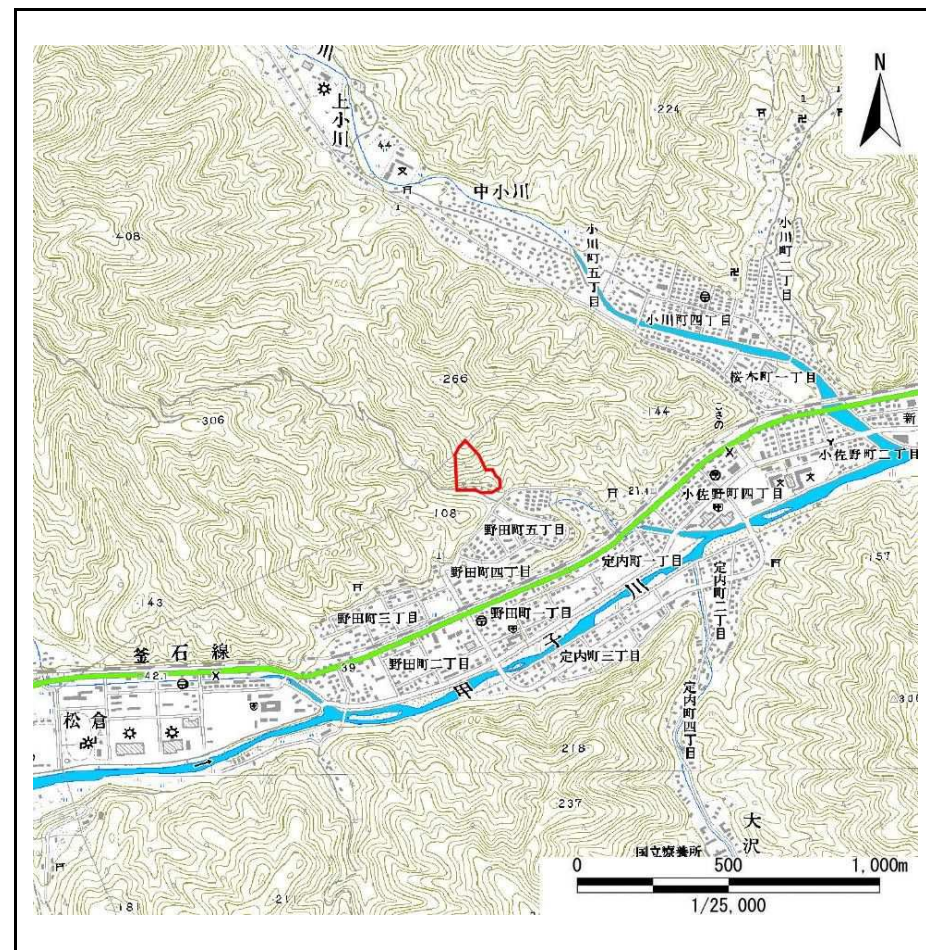 N
川
上小川
44
224
中小川
小川町五丁目
小川町二丁目
408
小川町四丁目
桜木町一丁目
266
306
144
のさこ
新
小佐野町二丁目
21.4
小佐野町四丁目
108
野田町五丁目
157
定内町一丁目
野田町四丁目
定内町二丁目
143
野田町三丁目
野田町一丁目
甲子川
釜石線
39
野田町二丁目
定内町三丁目
42.1
松倉
定内町四丁目
218
237
大沢
国立療養所
181
211
0 500 1,000m
1/25,000